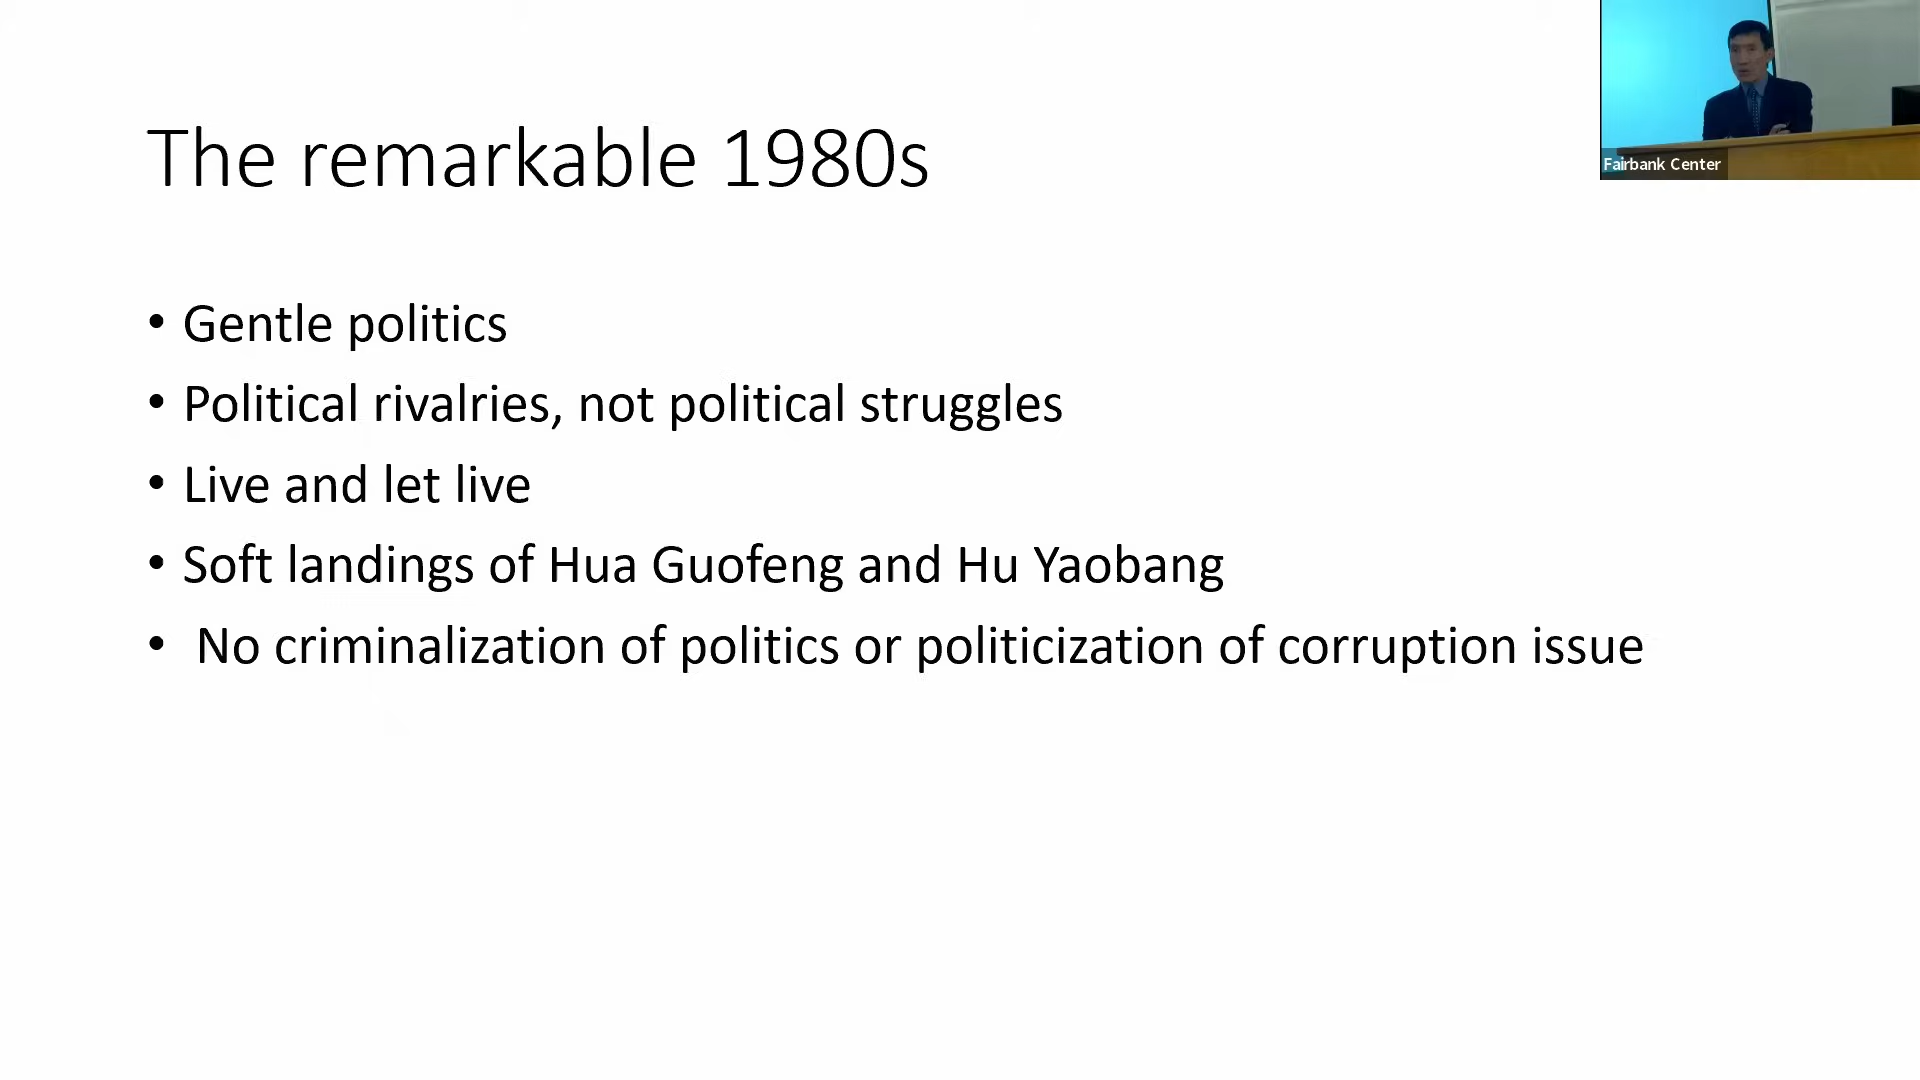 The remarkable 1980s
• Gentle politics
• Political rivalries, not political struggles
• Live and let live
• Soft landings of Hua Guofeng and Hu Yaobang
• No criminalization of politics or politicization of corruption issue
Fairbank Center